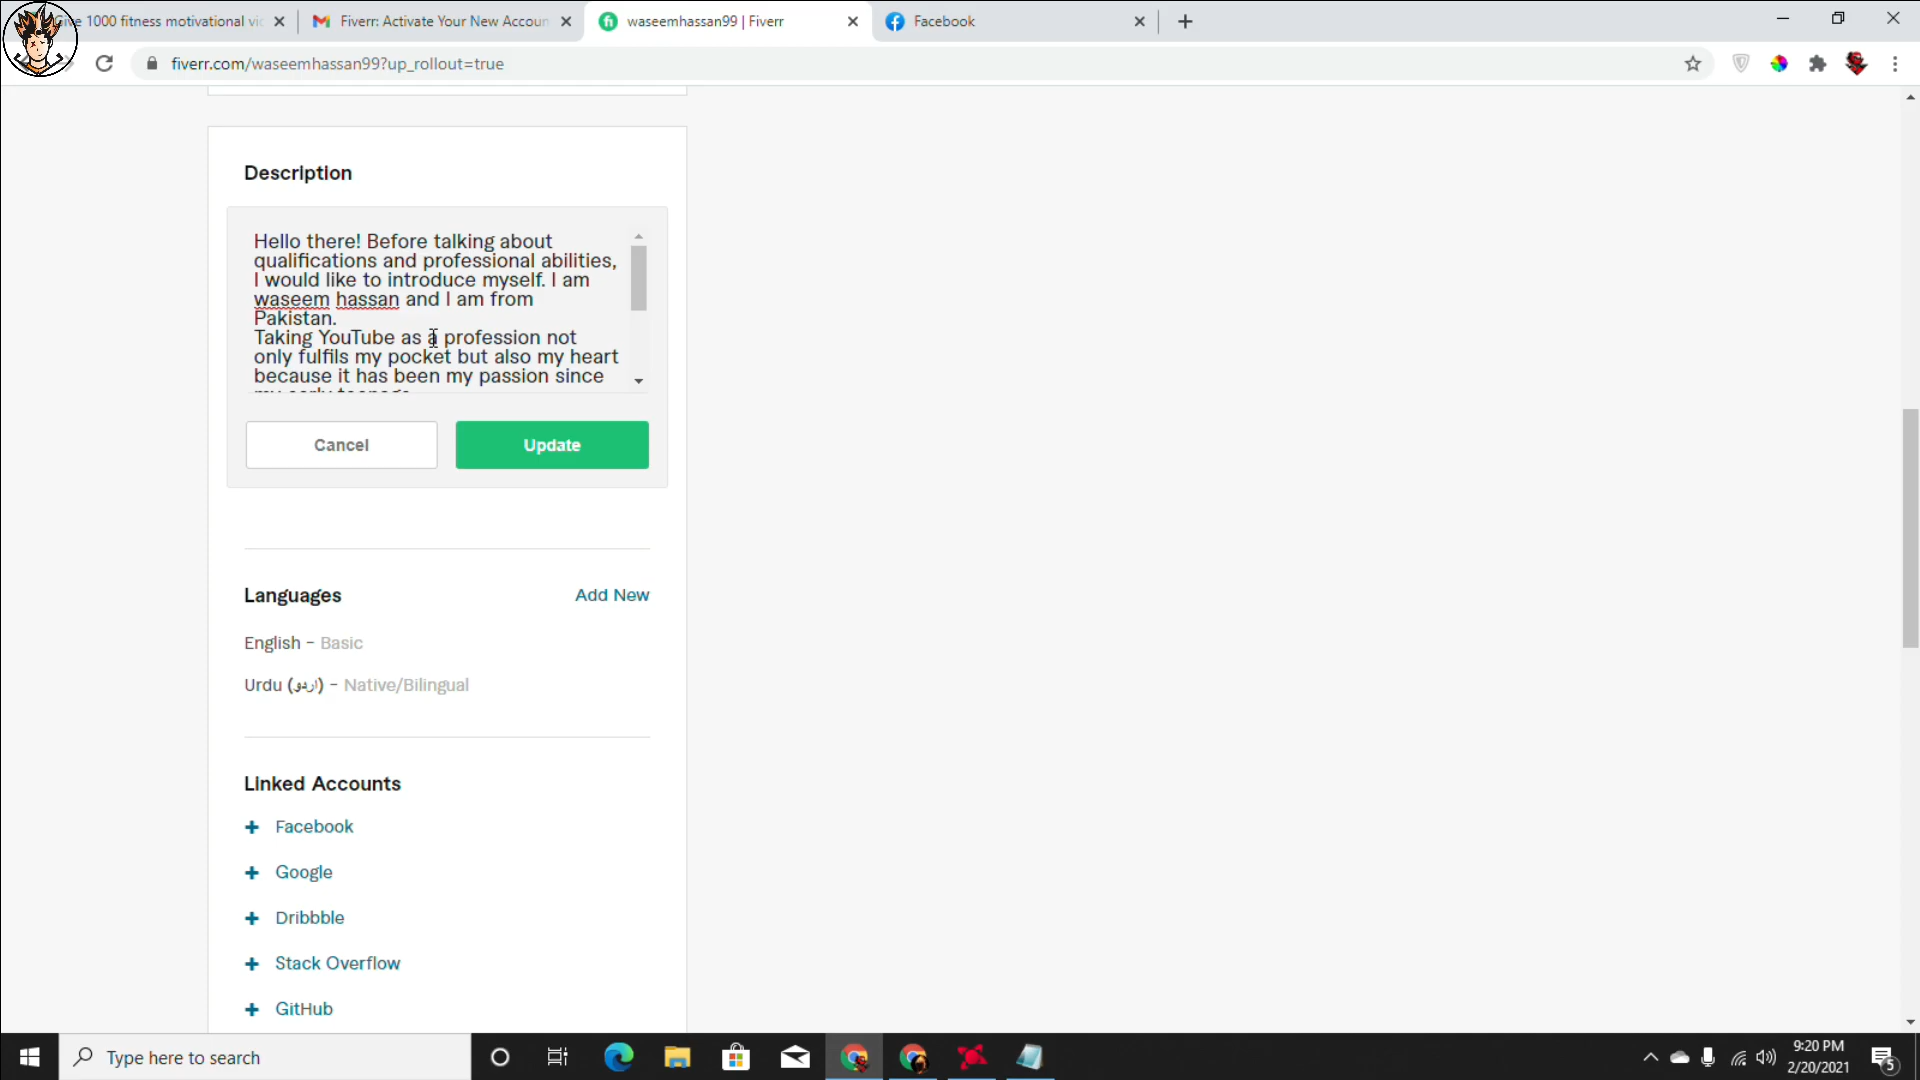 1000 fitness motivational vi
Fiverr: Activate Your New Accoun
waseemhassan99 | Fiverr
Facebook
fiverr.com/waseemhassan99?up_rollout=true
Description
Hello there! Before talking about
qualifications and professional abilities,
I would like to introduce myself. I am
waseem hassan and I am from
Pakistan.
Taking YouTube as a profession not
only fulfils my pocket but also my heart
because it has been my passion since
Cancel
Update
Languages
Add New
English - Basic
Urdu (اردو) - Native/Bilingual
Linked Accounts
+ Facebook
+ Google
+ Dribbble
+ Stack Overflow
+ GitHub
Type here to search
9:20 PM
2/20/2021
5